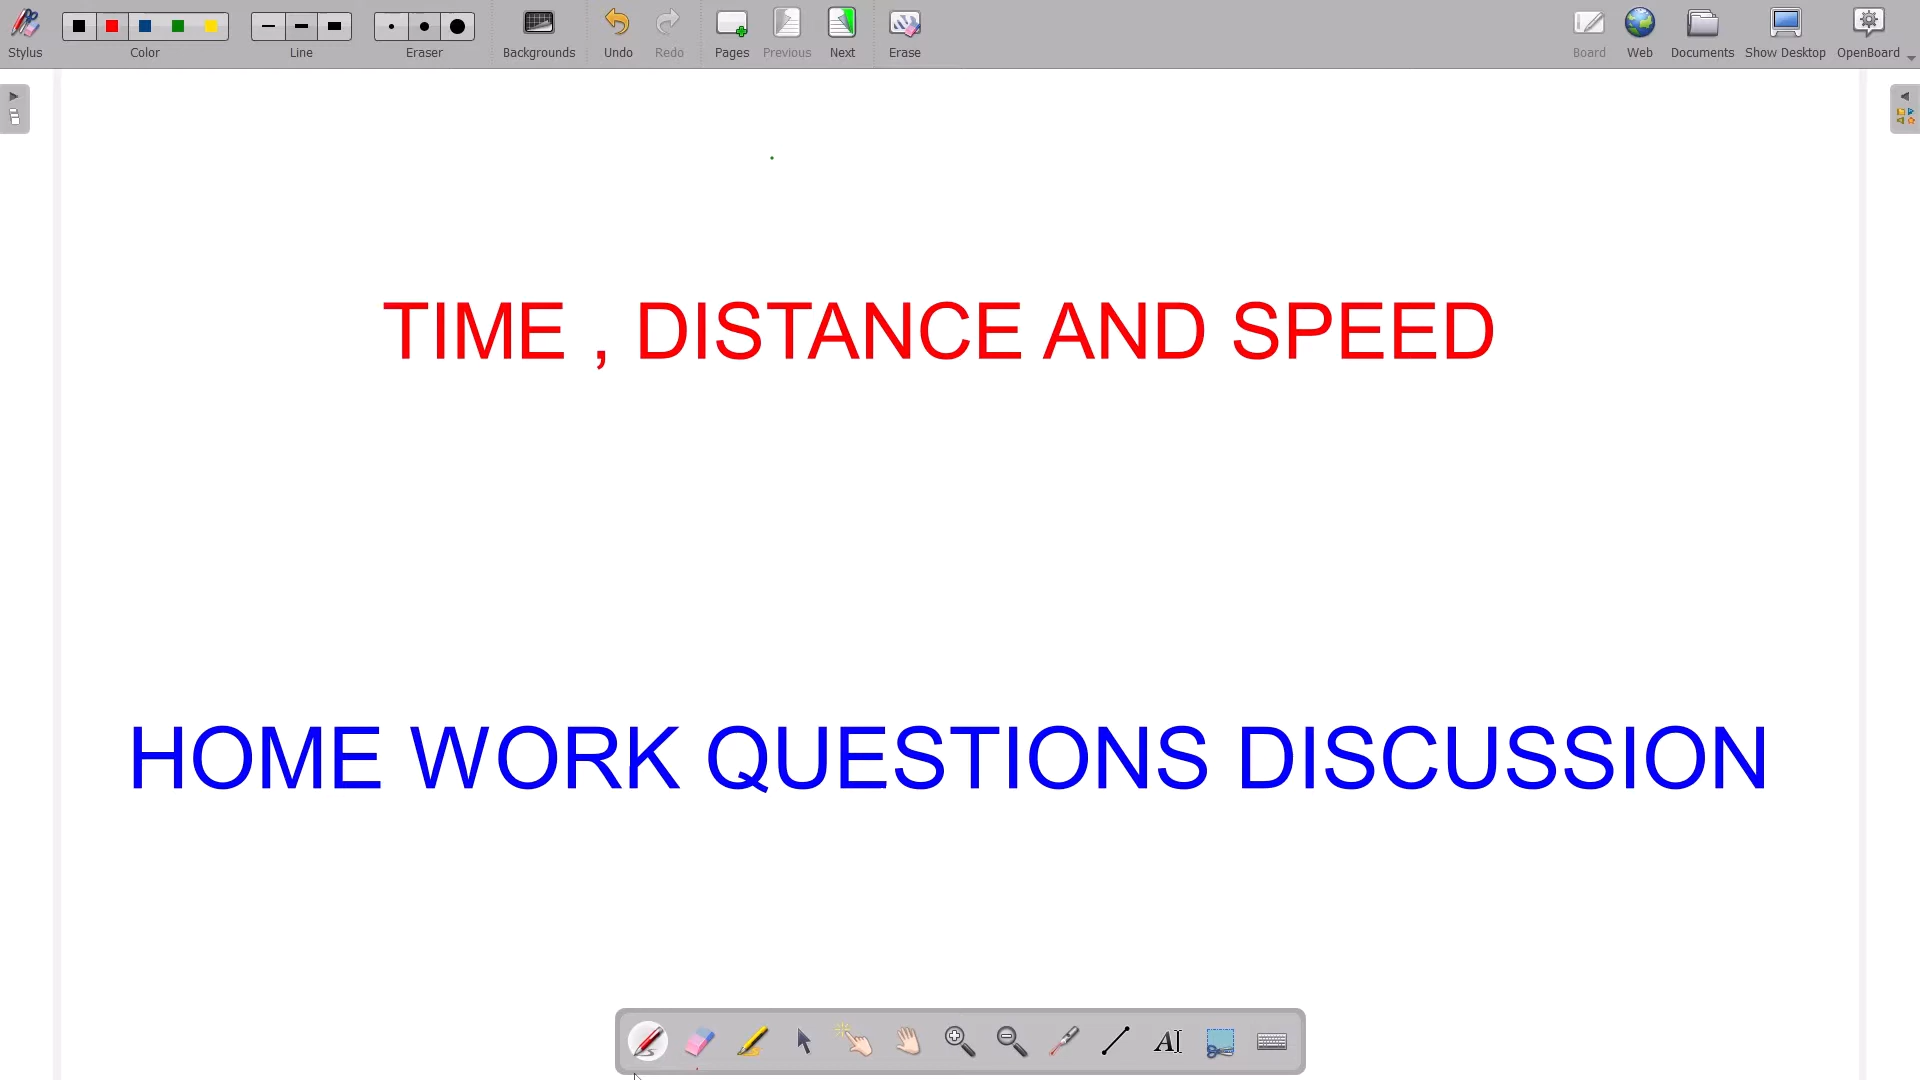 Stylus Color Line Eraser Backgrounds Undo Redo Pages Previous Next Erase Board Web Documents Show Desktop OpenBoard
TIME , DISTANCE AND SPEED
HOME WORK QUESTIONS DISCUSSION
AI